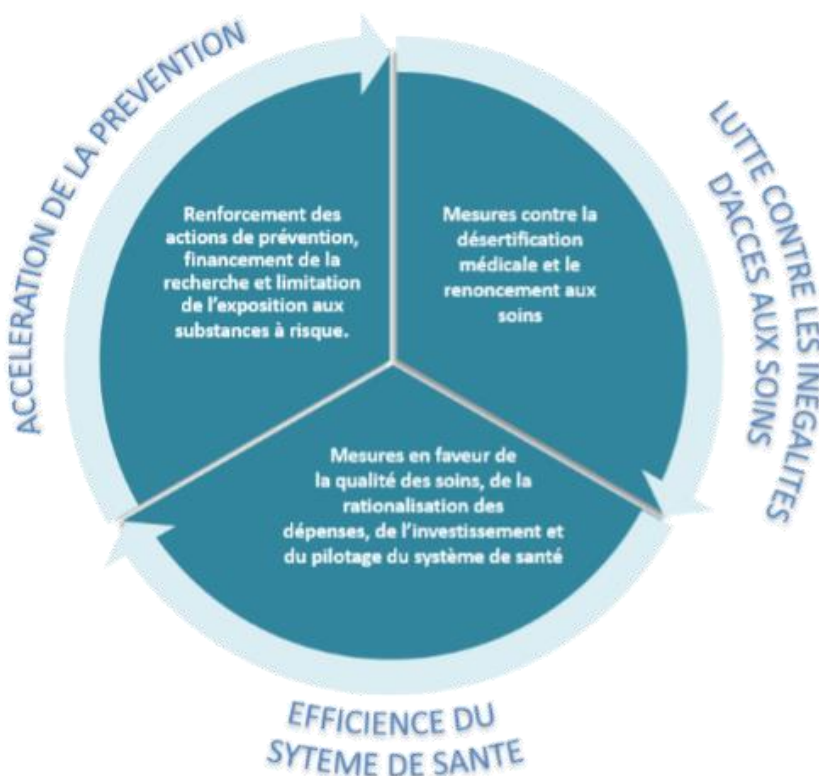 ACCELERATION DE LA PREVENTION
Renforcement des
actions de prévention,
financement de la
recherche et limitation
de l'exposition aux
substances à risque.
LUTTE CONTRE LES INEGALITES
D'ACCES AUX SOINS
Mesures contre la
désertification
médicale et le
renoncement aux
soins
Mesures en faveur de
la qualité des soins, de la
rationalisation des
dépenses, de l'investissement et
du pilotage du système de santé
EFFICIENCE DU
SYTEME DE SANTE